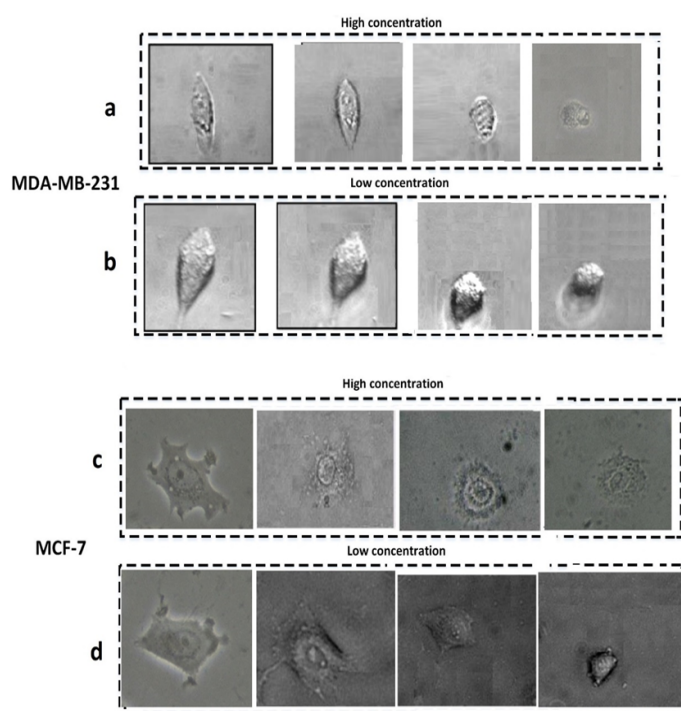 High concentration
a
MDA-MB-231
Low concentration
b
High concentration
c
MCF-7
Low concentration
d